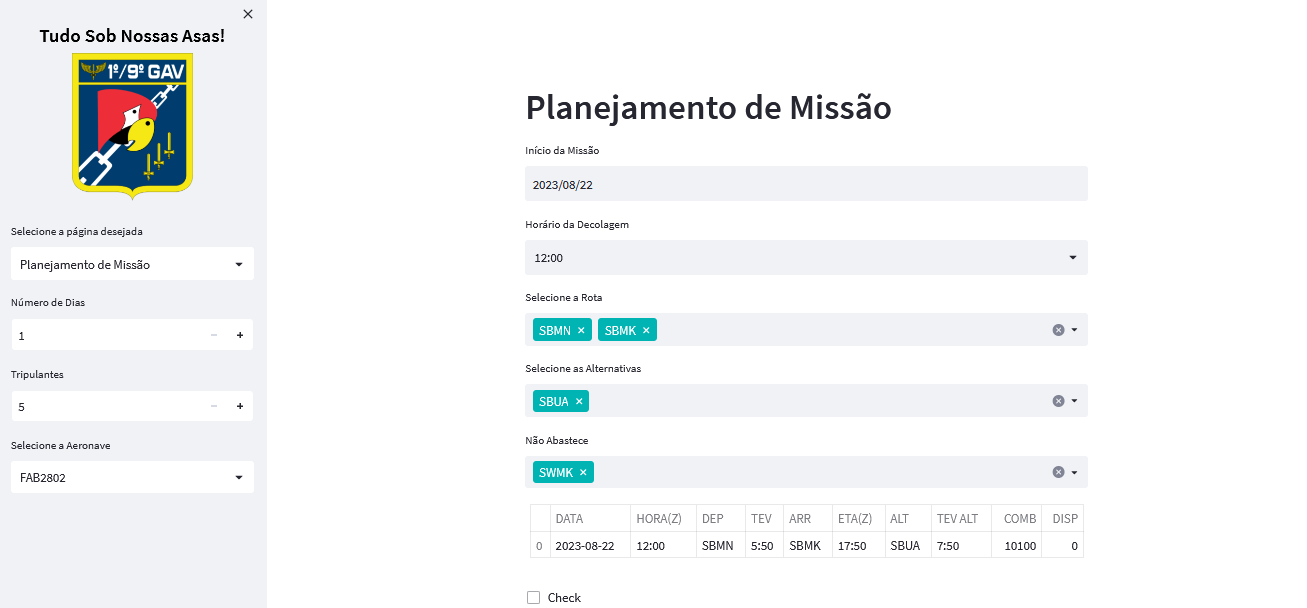 Tudo Sob Nossas Asas!
1º/9º GAV
Selecione a página desejada
Planejamento de Missão
Número de Dias
1
Tripulantes
5
Selecione a Aeronave
FAB2802
Planejamento de Missão
Início da Missão
2023/08/22
Horário da Decolagem
12:00
Selecione a Rota
SBMN SBMK
Selecione as Alternativas
SBUA
Não Abastece
SWMK
DATA HORA(Z) DEP TEV ARR ETA(Z) ALT TEV ALT COMB DISP
0 2023-08-22 12:00 SBMN 5:50 SBMK 17:50 SBUA 7:50 10100 0
Check